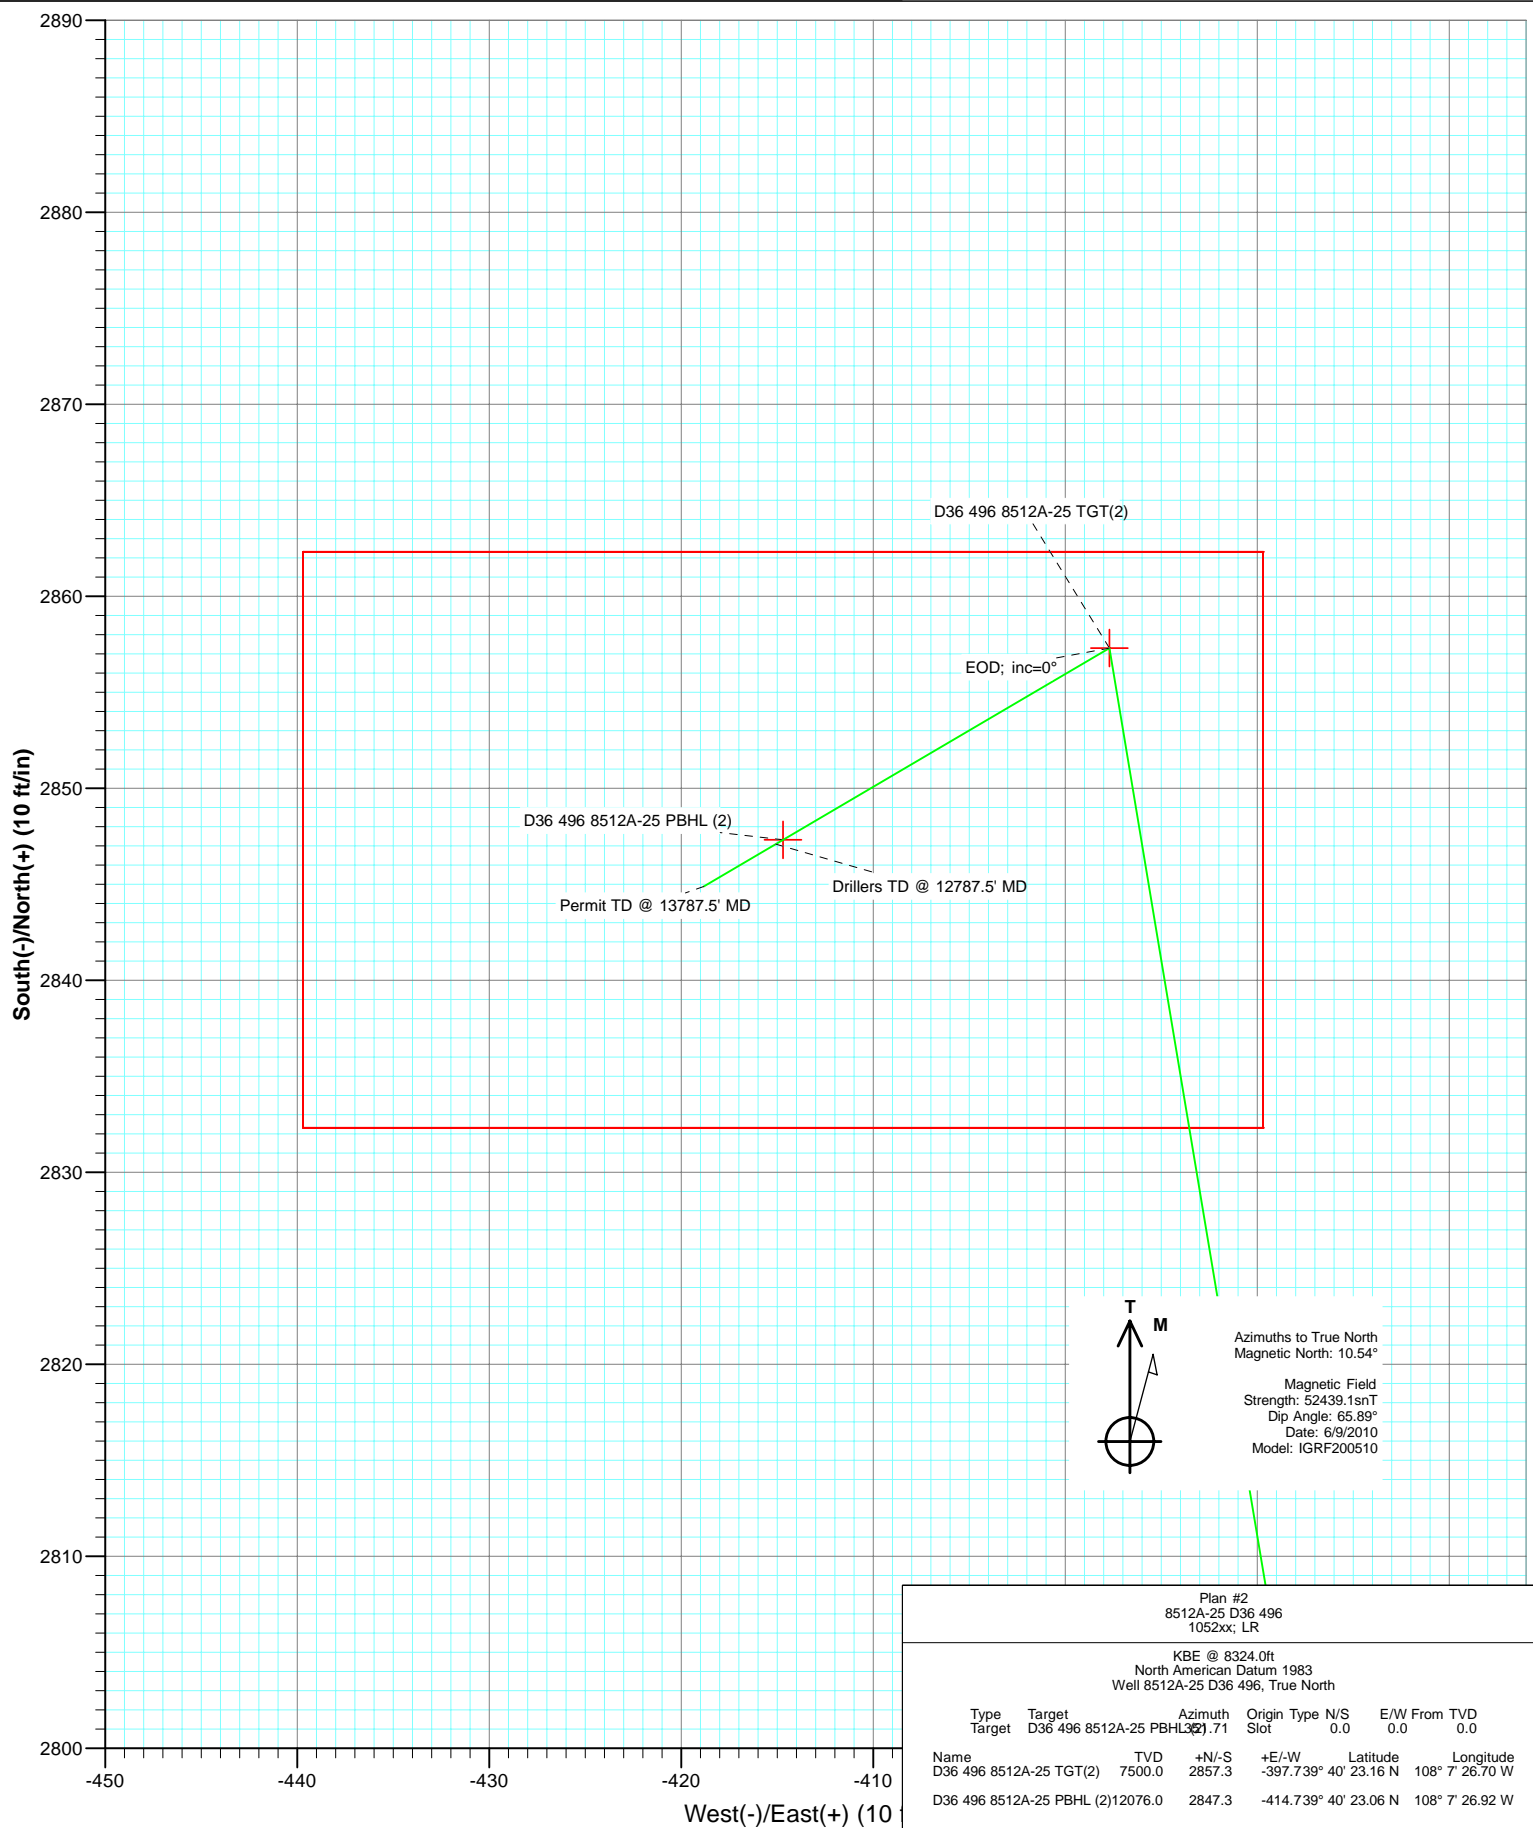 2890
2880
2870
2860
2850
2840
2830
2820
2810
2800
South(-)/North(+) (10 ft/in)
-450
-440
-430
-420
-410
West(-)/East(+) (10
D36 496 8512A-25 TGT(2)
EOD; inc=0°
D36 496 8512A-25 PBHL (2)
Drillers TD @ 12787.5' MD
Permit TD @ 13787.5' MD
T
M
Azimuths to True North
Magnetic North: 10.54°
Magnetic Field
Strength: 52439.1snT
Dip Angle: 65.89°
Date: 6/9/2010
Model: IGRF200510
Plan #2
8512A-25 D36 496
1052xx; LR
KBE @ 8324.0ft
North American Datum 1983
Well 8512A-25 D36 496, True North
Type Target Azimuth Origin Type N/S E/W From TVD
Target D36 496 8512A-25 PBHL (2) 351.71 Slot 0.0 0.0 0.0
Name TVD +N/-S +E/-W Latitude Longitude
D36 496 8512A-25 TGT(2) 7500.0 2857.3 -397.7 39° 40' 23.16 N 108° 7' 26.70 W
D36 496 8512A-25 PBHL (2) 12076.0 2847.3 -414.7 39° 40' 23.06 N 108° 7' 26.92 W